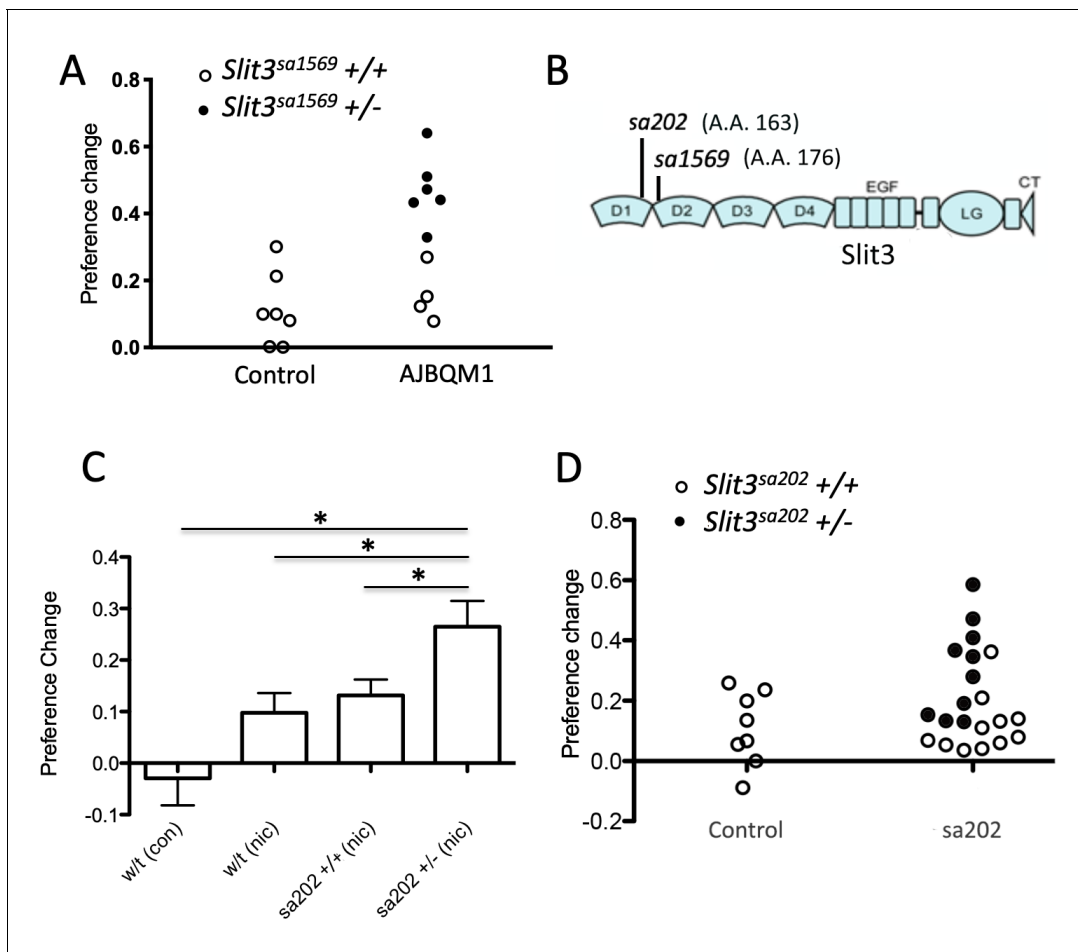 A
Slit3sa1569 +/+
Slit3sa1569 +/-
0.8
0.6
0.4
0.2
0.0
Preference change
Control
AJBQM1
B
sa202 (A.A. 163)
sa1569 (A.A. 176)
D1
D2
D3
D4
EGF
LG
CT
Slit3
C
*
*
*
0.4
0.3
0.2
0.1
0.0
-0.1
Preference Change
w/t (con)
w/t (nic)
sa202 +/+ (nic)
sa202 +/- (nic)
D
Slit3sa202 +/+
Slit3sa202 +/-
0.8
0.6
0.4
0.2
0.0
-0.2
Preference change
Control
sa202